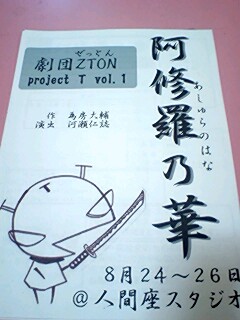 ぜっとん
劇団ZTON
project T vol.1
阿修羅乃華
あしゅらのはな
作 為房大輔
演出 河瀬仁誌
8月24～26日
@人間座スタジオ